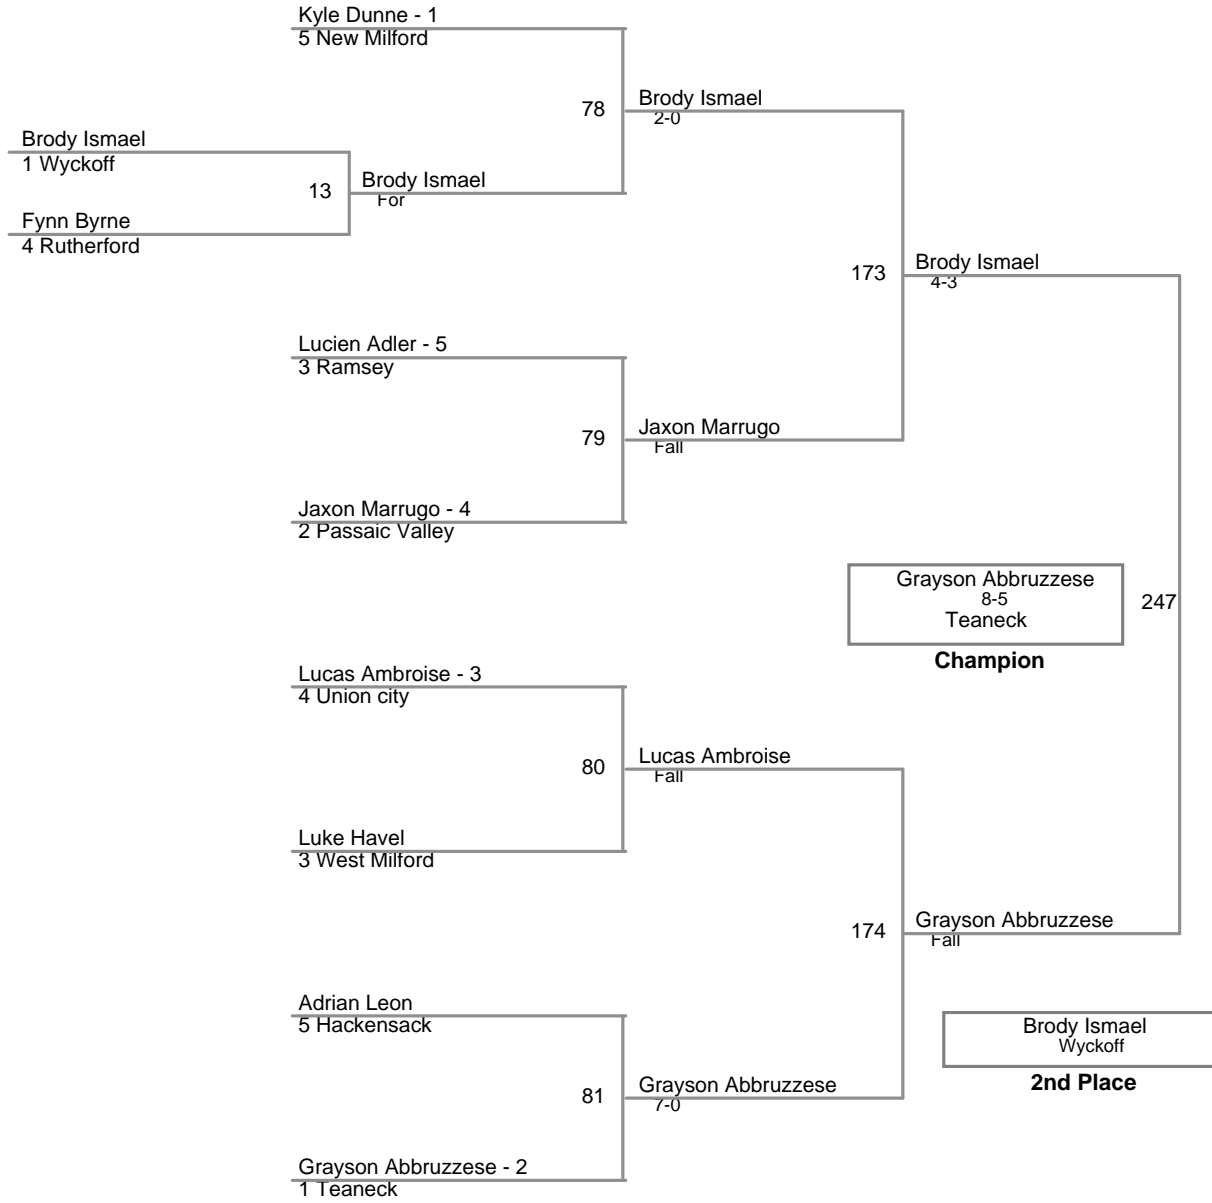 Kyle Dunne - 1
5 New Milford
78
Brody Ismael
2-0
Brody Ismael
1 Wyckoff
13
Brody Ismael
For
Fynn Byrne
4 Rutherford
173
Brody Ismael
4-3
Lucien Adler - 5
3 Ramsey
79
Jaxon Marrugo
Fall
Jaxon Marrugo - 4
2 Passaic Valley
Grayson Abbruzzese
8-5
Teaneck
Champion
247
Lucas Ambroise - 3
4 Union city
80
Lucas Ambroise
Fall
Luke Havel
3 West Milford
174
Grayson Abbruzzese
Fall
Adrian Leon
5 Hackensack
Brody Ismael
Wyckoff
2nd Place
81
Grayson Abbruzzese
7-0
Grayson Abbruzzese - 2
1 Teaneck